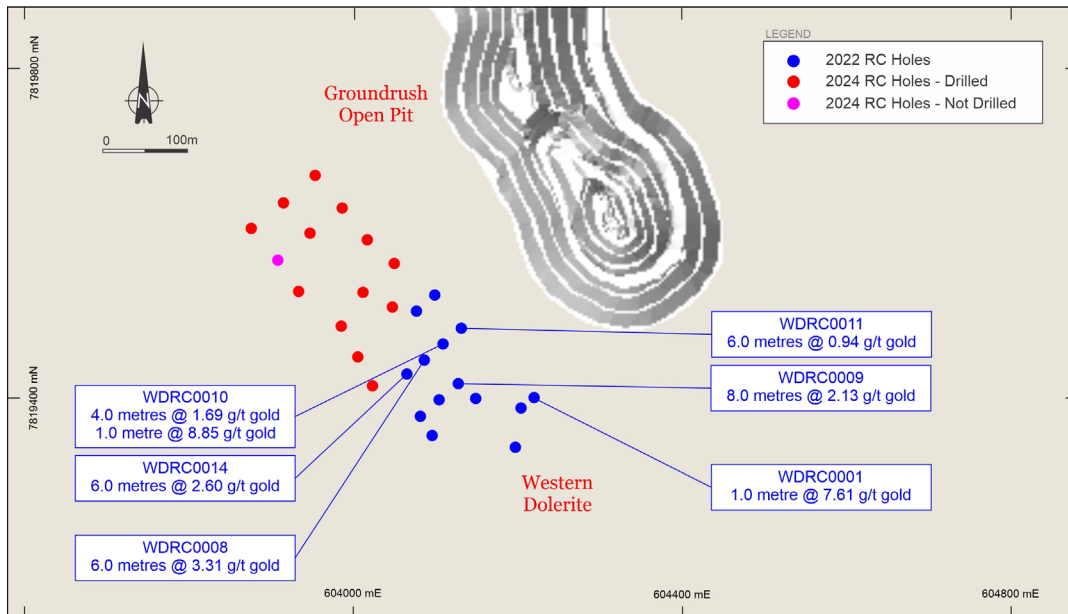 LEGEND
2022 RC Holes
2024 RC Holes - Drilled
2024 RC Holes - Not Drilled
7819800 mN
N
0 100m
Groundrush
Open Pit
WDRC0011
6.0 metres @ 0.94 g/t gold
WDRC0009
8.0 metres @ 2.13 g/t gold
WDRC0010
4.0 metres @ 1.69 g/t gold
1.0 metre @ 8.85 g/t gold
7819400 mN
WDRC0014
6.0 metres @ 2.60 g/t gold
WDRC0001
1.0 metre @ 7.61 g/t gold
Western
Dolerite
WDRC0008
6.0 metres @ 3.31 g/t gold
604000 mE
604400 mE
604800 mE